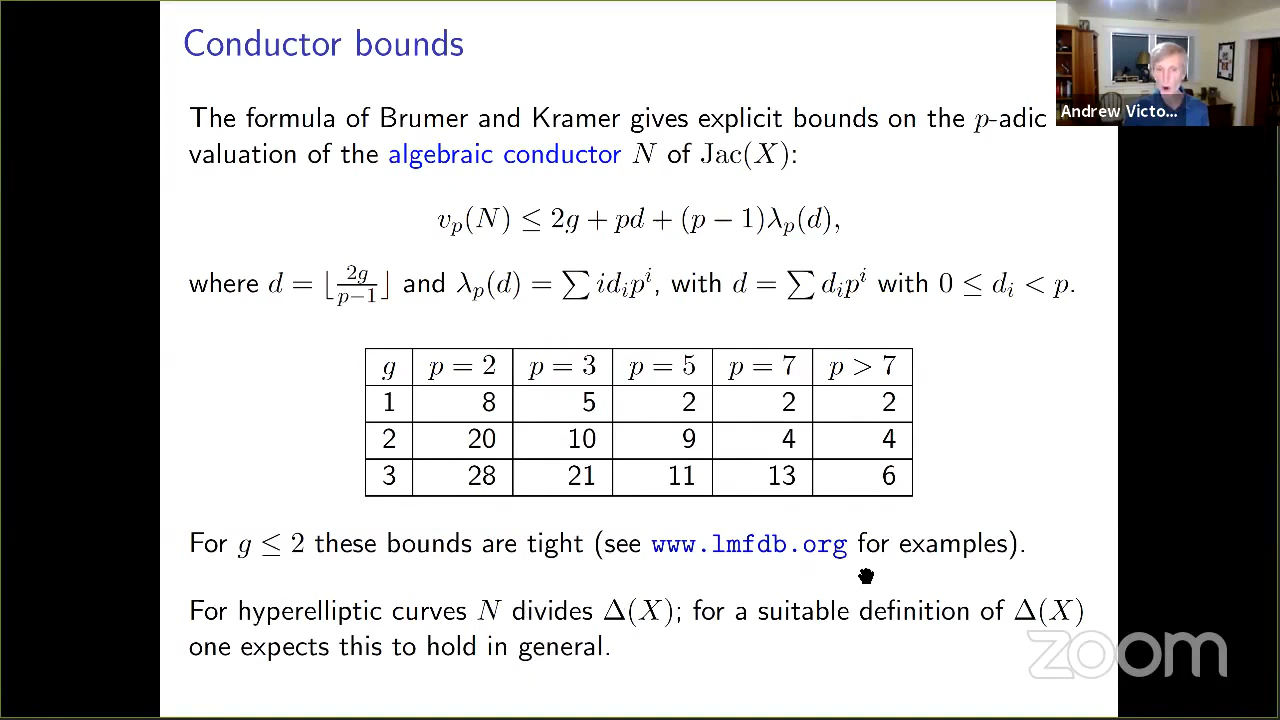 Conductor bounds
Andrew Victo...
The formula of Brumer and Kramer gives explicit bounds on the p-adic
valuation of the algebraic conductor N of Jac(X):
v_p(N) ≤ 2g + pd + (p − 1)λ_p(d),
where d = ⌊2g/(p−1)⌋ and λ_p(d) = ∑ id_ip^i, with d = ∑ d_ip^i with 0 ≤ d_i < p.
g p = 2 p = 3 p = 5 p = 7 p > 7
1 8 5 2 2 2
2 20 10 9 4 4
3 28 21 11 13 6
For g ≤ 2 these bounds are tight (see www.lmfdb.org for examples).
For hyperelliptic curves N divides Δ(X); for a suitable definition of Δ(X)
one expects this to hold in general.
zoom